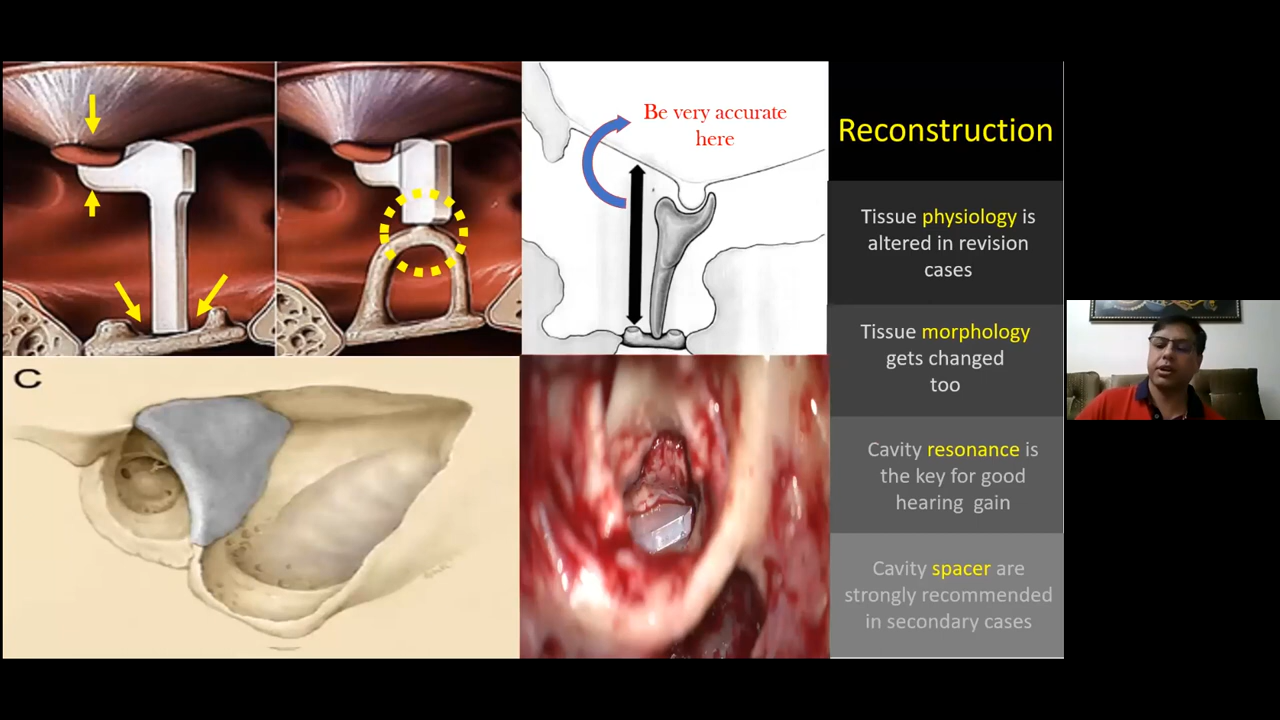 Be very accurate
here
C
Reconstruction
Tissue physiology is
altered in revision
cases
Tissue morphology
gets changed
too
Cavity resonance is
the key for good
hearing gain
Cavity spacer are
strongly recommended
in secondary cases